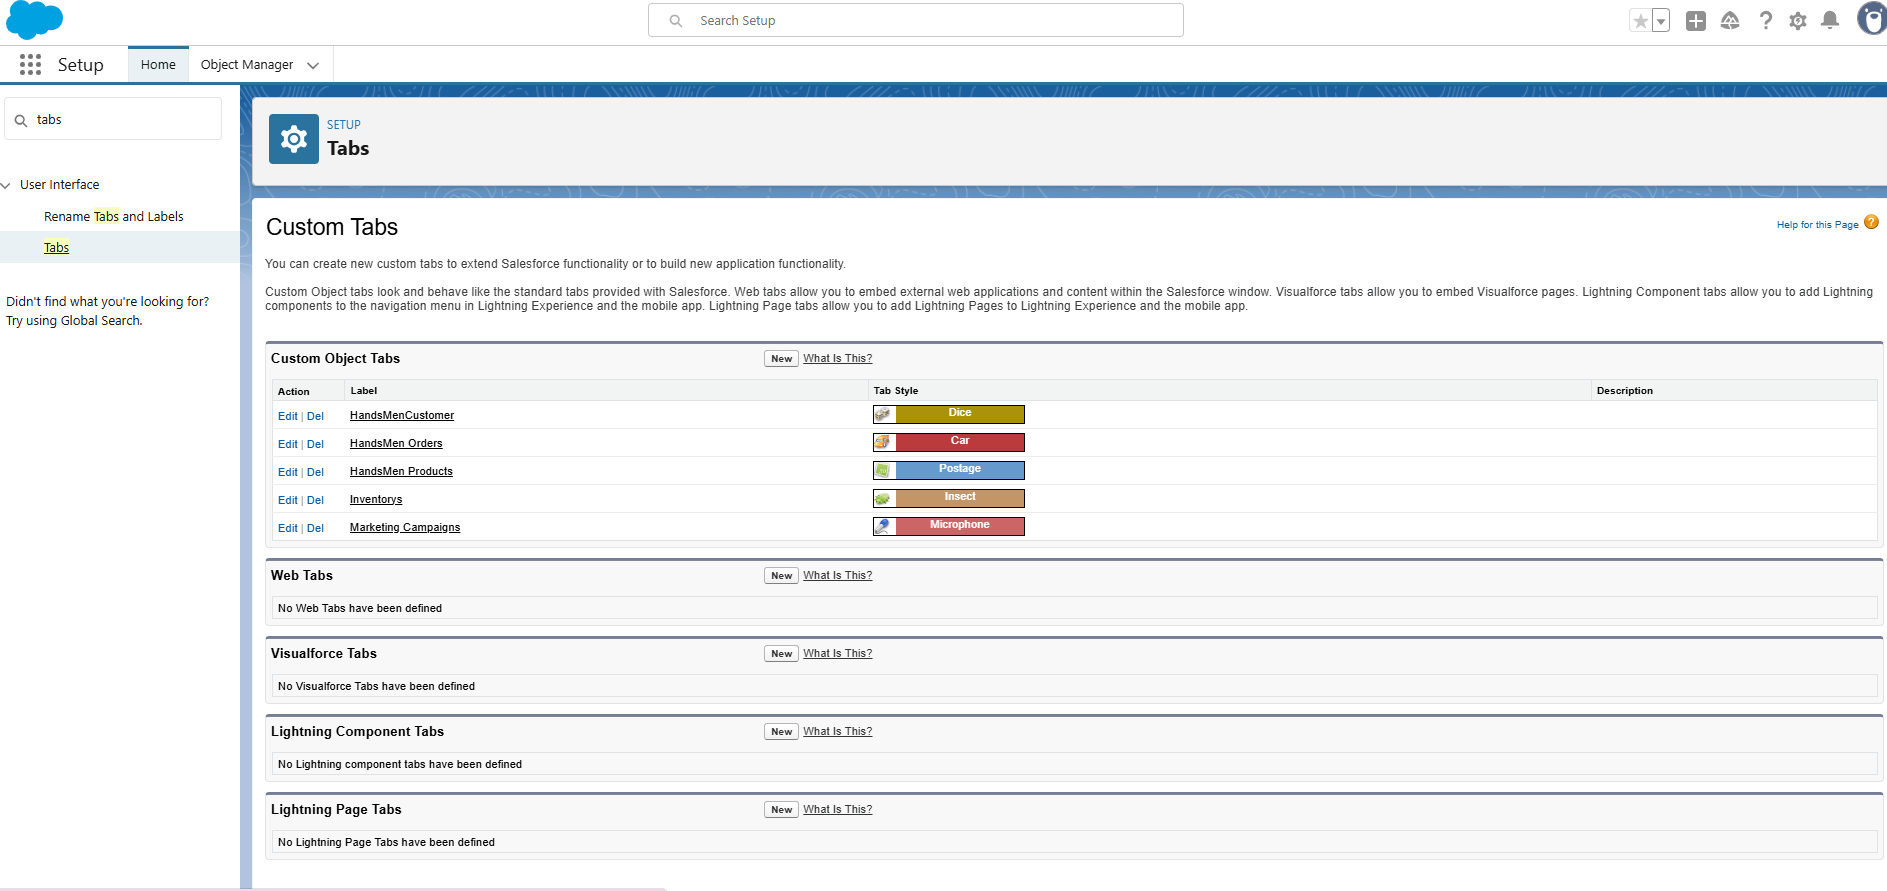 Search Setup
Setup
Home
Object Manager
tabs
User Interface
Rename Tabs and Labels
Tabs
Didn't find what you're looking for?
Try using Global Search.
SETUP
Tabs
Custom Tabs
Help for this Page
You can create new custom tabs to extend Salesforce functionality or to build new application functionality.
Custom Object tabs look and behave like the standard tabs provided with Salesforce. Web tabs allow you to embed external web applications and content within the Salesforce window. Visualforce tabs allow you to embed Visualforce pages. Lightning Component tabs allow you to add Lightning
components to the navigation menu in Lightning Experience and the mobile app. Lightning Page tabs allow you to add Lightning Pages to Lightning Experience and the mobile app.
Custom Object Tabs New What Is This?
Action Label Tab Style Description
Edit | Del HandsMenCustomer Dice
Edit | Del HandsMen Orders Car
Edit | Del HandsMen Products Postage
Edit | Del Inventorys Insect
Edit | Del Marketing Campaigns Microphone
Web Tabs New What Is This?
No Web Tabs have been defined
Visualforce Tabs New What Is This?
No Visualforce Tabs have been defined
Lightning Component Tabs New What Is This?
No Lightning component tabs have been defined
Lightning Page Tabs New What Is This?
No Lightning Page Tabs have been defined